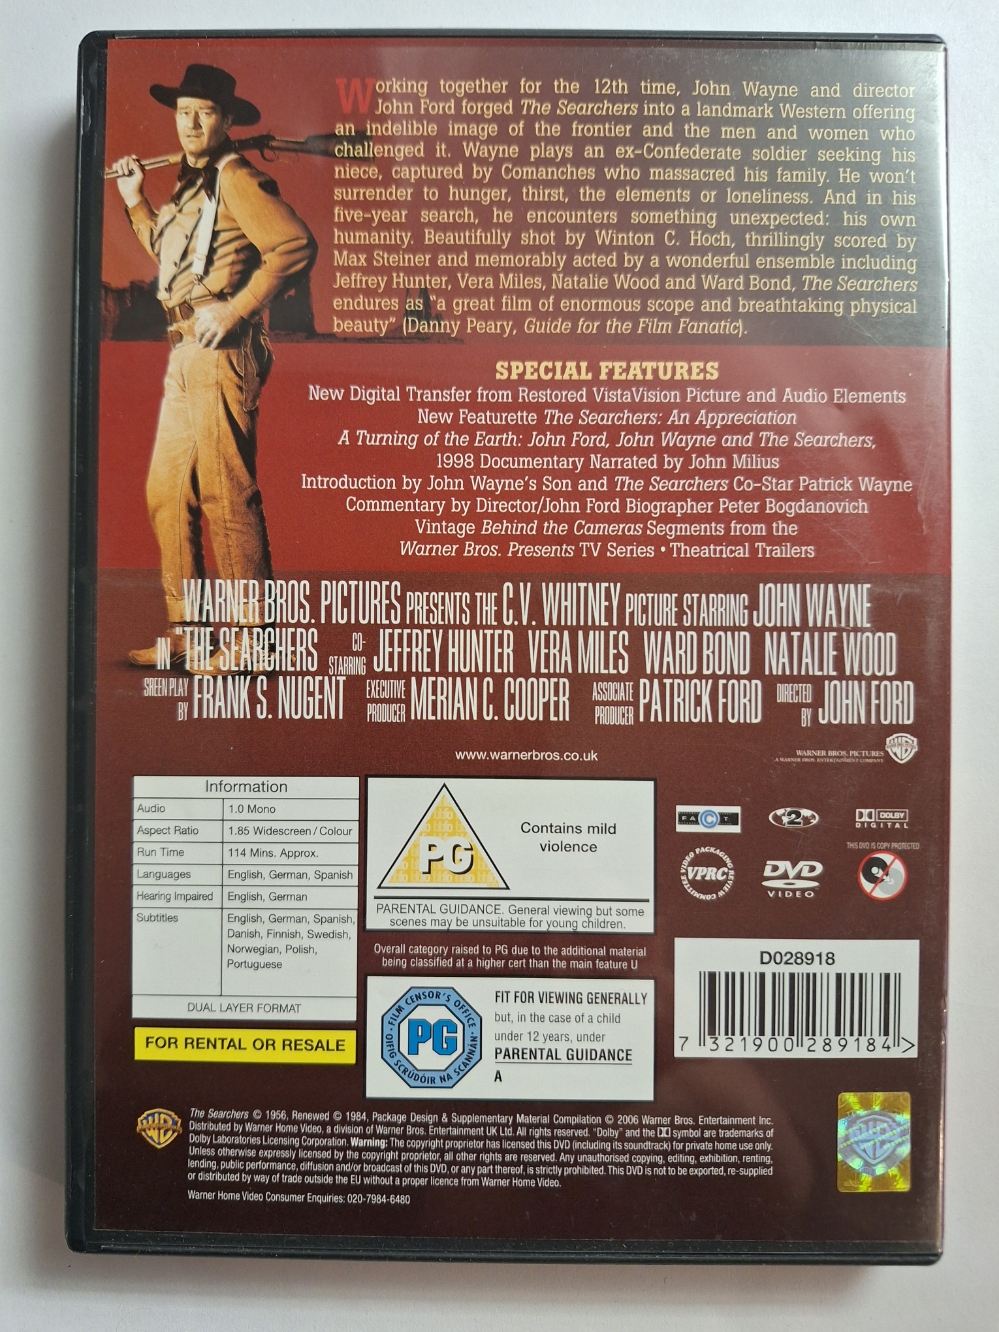 Working together for the 12th time, John Wayne and director
John Ford forged The Searchers into a landmark Western offering
an indelible image of the frontier and the men and women who
challenged it. Wayne plays an ex-Confederate soldier seeking his
niece, captured by Comanches who massacred his family. He won't
surrender to hunger, thirst, the elements or loneliness. And in his
five-year search, he encounters something unexpected: his own
humanity. Beautifully shot by Winton C. Hoch, thrillingly scored by
Max Steiner and memorably acted by a wonderful ensemble including
Jeffrey Hunter, Vera Miles, Natalie Wood and Ward Bond, The Searchers
endures as "a great film of enormous scope and breathtaking physical
beauty" (Danny Peary, Guide for the Film Fanatic).
SPECIAL FEATURES
New Digital Transfer from Restored VistaVision Picture and Audio Elements
New Featurette The Searchers: An Appreciation
A Turning of the Earth: John Ford, John Wayne and The Searchers,
1998 Documentary Narrated by John Milius
Introduction by John Wayne's Son and The Searchers Co-Star Patrick Wayne
Commentary by Director/John Ford Biographer Peter Bogdanovich
Vintage Behind the Cameras Segments from the
Warner Bros. Presents TV Series • Theatrical Trailers
WARNER BROS. PICTURES PRESENTS THE C.V. WHITNEY PICTURE STARRING JOHN WAYNE
IN "THE SEARCHERS CO-STARRING JEFFREY HUNTER VERA MILES WARD BOND NATALIE WOOD
SREEN PLAY BY FRANK S. NUGENT EXECUTIVE PRODUCER MERIAN C. COOPER ASSOCIATE PRODUCER PATRICK FORD DIRECTED BY JOHN FORD
www.warnerbros.co.uk
WARNER BROS. PICTURES
A WARNER BROS. ENTERTAINMENT COMPANY
WB
Information
Audio 1.0 Mono
Aspect Ratio 1.85 Widescreen / Colour
Run Time 114 Mins. Approx.
Languages English, German, Spanish
Hearing Impaired English, German
Subtitles English, German, Spanish,
Danish, Finnish, Swedish,
Norwegian, Polish,
Portuguese
DUAL LAYER FORMAT
FOR RENTAL OR RESALE
PG
Contains mild
violence
PARENTAL GUIDANCE. General viewing but some
scenes may be unsuitable for young children.
Overall category raised to PG due to the additional material
being classified at a higher cert than the main feature U
FILM CENSOR'S OFFICE
PG
OIFIG SCRÚDÓIR NA SCANNÁN
FIT FOR VIEWING GENERALLY
but, in the case of a child
under 12 years, under
PARENTAL GUIDANCE
A
FACT
2
DOLBY
DIGITAL
THIS DVD IS COPY PROTECTED
VIDEO PACKAGING REVIEW COMMITTEE
VPRC
DVD
VIDEO
D028918
7 321900 289184 >
WB
The Searchers © 1956, Renewed © 1984, Package Design & Supplementary Material Compilation © 2006 Warner Bros. Entertainment Inc.
Distributed by Warner Home Video, a division of Warner Bros. Entertainment UK Ltd. All rights reserved. "Dolby" and the DD symbol are trademarks of
Dolby Laboratories Licensing Corporation. Warning: The copyright proprietor has licensed this DVD (including its soundtrack) for private home use only.
Unless otherwise expressly licensed by the copyright proprietor, all other rights are reserved. Any unauthorised copying, editing, exhibition, renting,
lending, public performance, diffusion and/or broadcast of this DVD, or any part thereof, is strictly prohibited. This DVD is not to be exported, re-supplied
or distributed by way of trade outside the EU without a proper licence from Warner Home Video.
Warner Home Video Consumer Enquiries: 020-7984-6480
WB